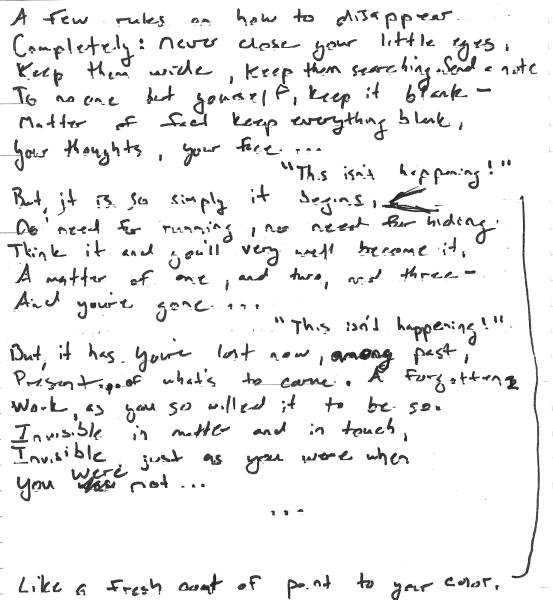 A few rules on how to disappear
Completely: never close your little eyes,
Keep them wide, keep them searching. Send a note
To no one but yourself, keep it blank –
Matter of fact keep everything blank,
Your thoughts, your face ...
"This isn't happening!"
But, it is so simply it begins,
No need for running, no need for hiding.
Think it and you'll very well become it,
A matter of one, and two, and three –
And you're gone ...
"This isn't happening!"
But, it has you're lost now, among past,
Present... of what's to come. A forgotten
Work, as you so willed it to be so.
Invisible in matter and in touch,
Invisible just as you were when
you were not ...
...
Like a fresh coat of paint to your color.